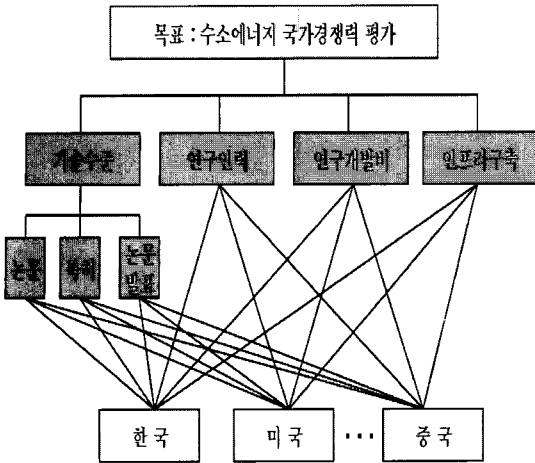 목표 : 수소에너지 국가경쟁력 평가
기술수준 연구인력 연구개발비 인프라구축
논문 특허 논문
발표
한국 미국 ··· 중국